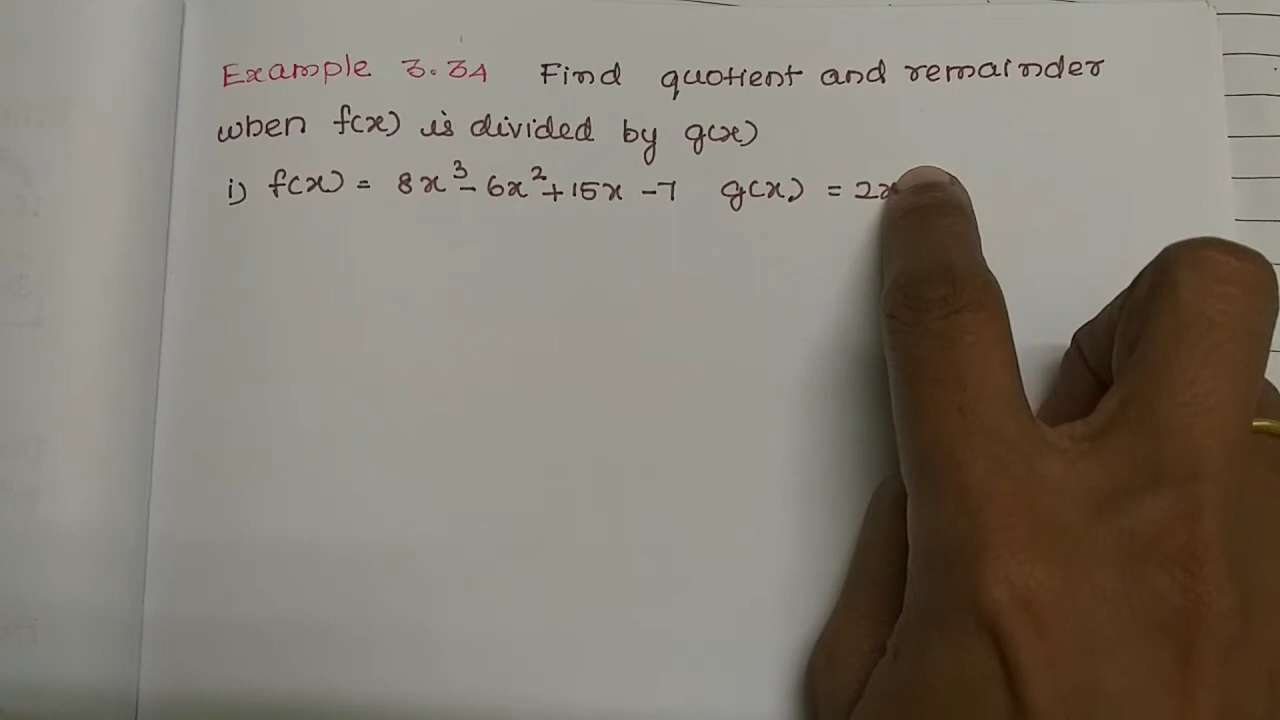 Example 3.34 Find quotient and remainder
when f(x) is divided by g(x)
i) f(x) = 8x³ - 6x² + 15x - 7 g(x) = 2x